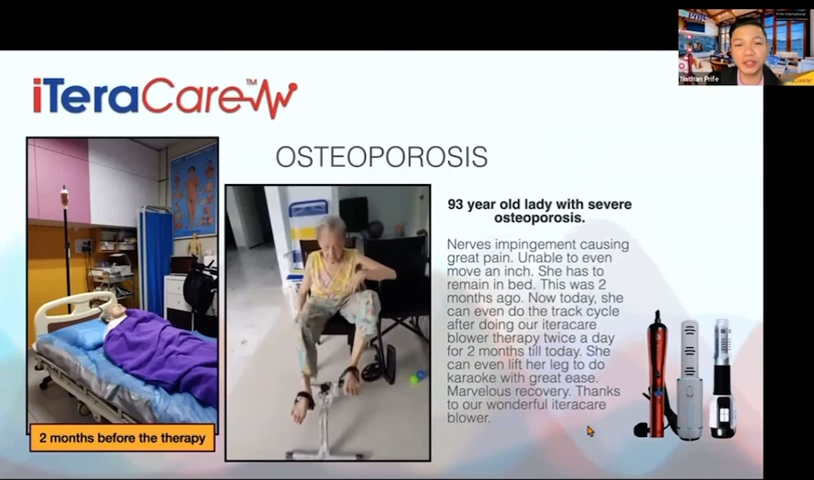 Nathan Prife
iTeraCare™
OSTEOPOROSIS
93 year old lady with severe
osteoporosis.
Nerves impingement causing
great pain. Unable to even
move an inch. She has to
remain in bed. This was 2
months ago. Now today, she
can even do the track cycle
after doing our iteracare
blower therapy twice a day
for 2 months till today. She
can even lift her leg to do
karaoke with great ease.
Marvelous recovery. Thanks
to our wonderful iteracare
blower.
2 months before the therapy